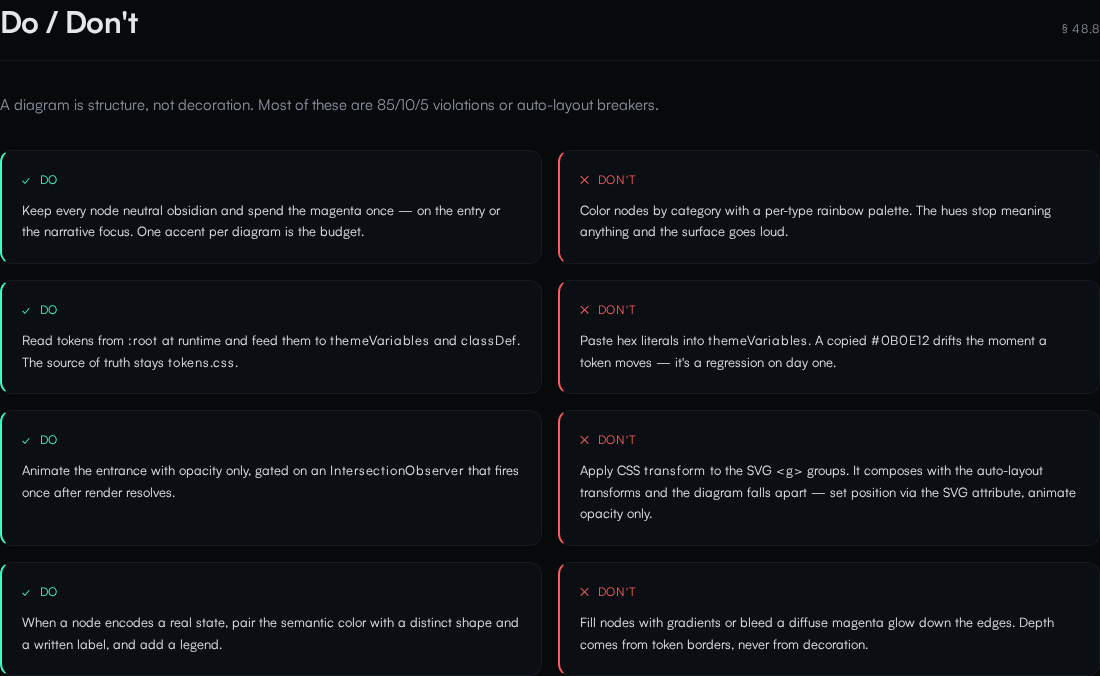 Do / Don't
§ 48.8
A diagram is structure, not decoration. Most of these are 85/10/5 violations or auto-layout breakers.
✓ DO
Keep every node neutral obsidian and spend the magenta once — on the entry or
the narrative focus. One accent per diagram is the budget.
✕ DON'T
Color nodes by category with a per-type rainbow palette. The hues stop meaning
anything and the surface goes loud.
✓ DO
Read tokens from :root at runtime and feed them to themeVariables and classDef.
The source of truth stays tokens.css.
✕ DON'T
Paste hex literals into themeVariables. A copied #0B0E12 drifts the moment a
token moves — it's a regression on day one.
✓ DO
Animate the entrance with opacity only, gated on an IntersectionObserver that fires
once after render resolves.
✕ DON'T
Apply CSS transform to the SVG <g> groups. It composes with the auto-layout
transforms and the diagram falls apart — set position via the SVG attribute, animate
opacity only.
✓ DO
When a node encodes a real state, pair the semantic color with a distinct shape and
a written label, and add a legend.
✕ DON'T
Fill nodes with gradients or bleed a diffuse magenta glow down the edges. Depth
comes from token borders, never from decoration.